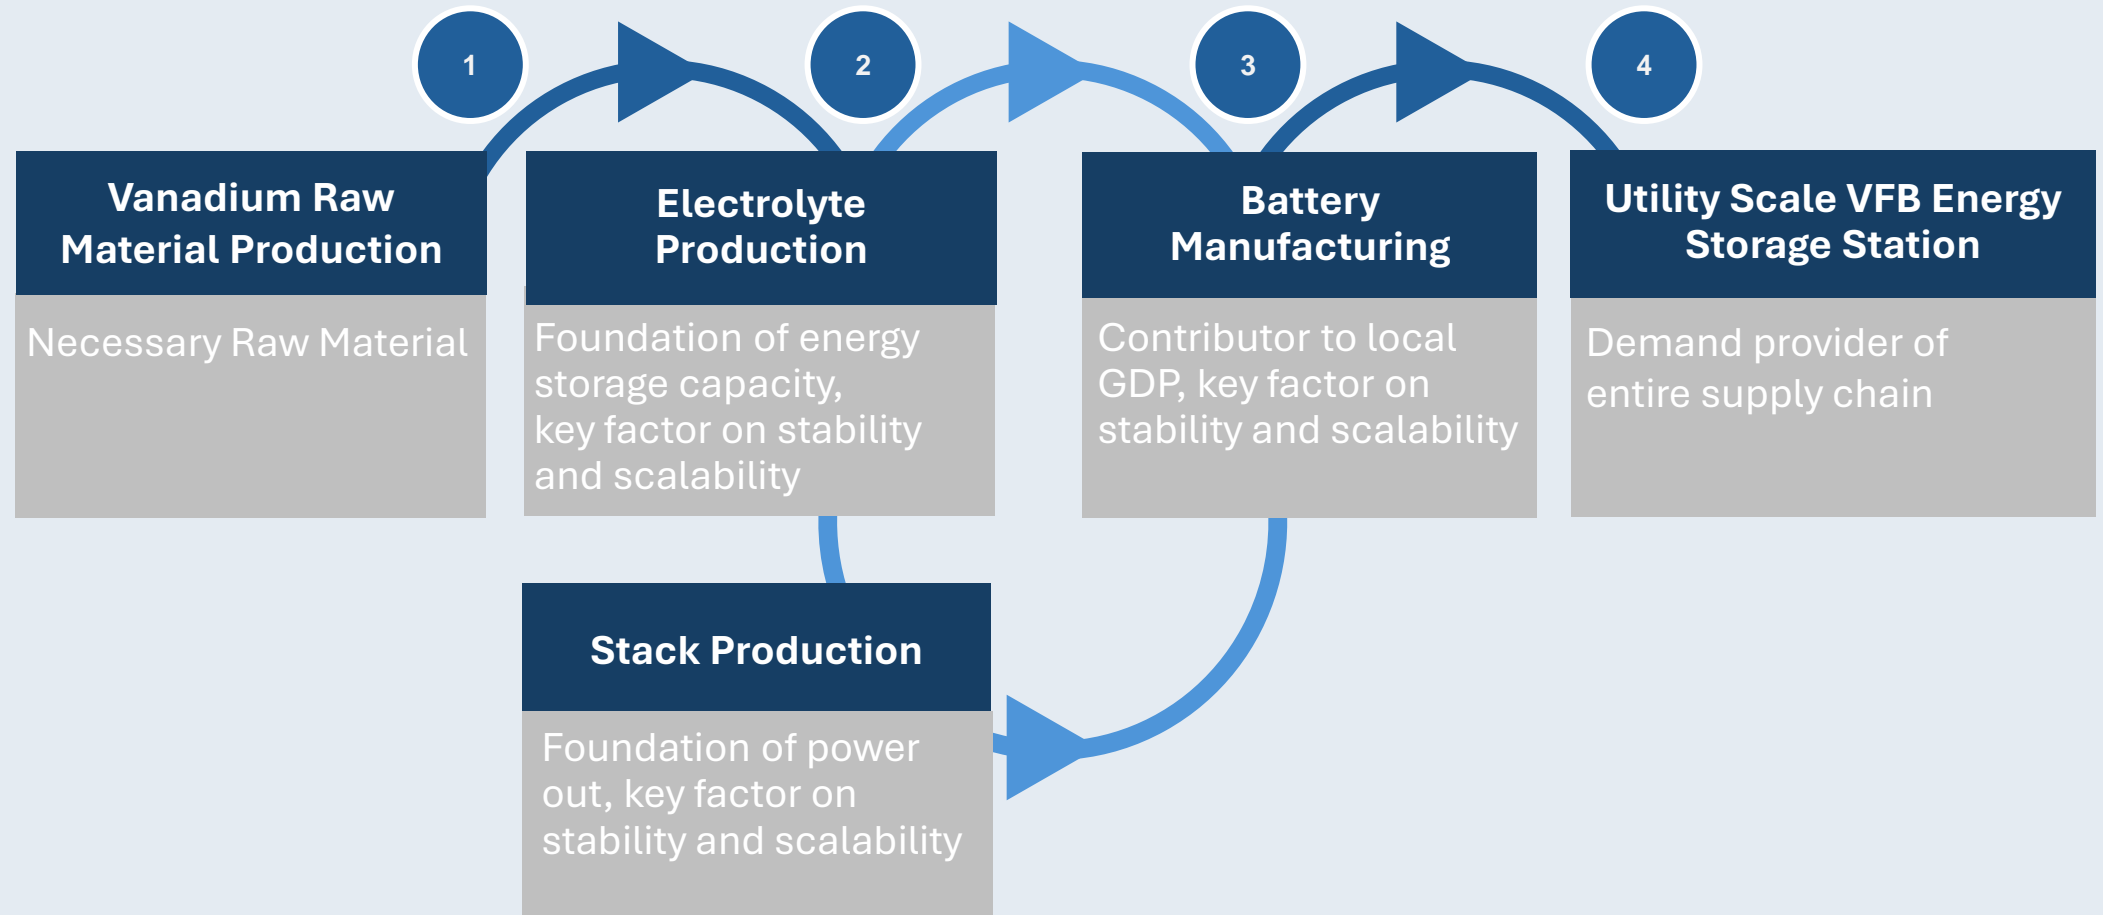 1
2
3
4
Vanadium Raw
Material Production
Necessary Raw Material
Electrolyte
Production
Foundation of energy
storage capacity,
key factor on stability
and scalability
Battery
Manufacturing
Contributor to local
GDP, key factor on
stability and scalability
Utility Scale VFB Energy
Storage Station
Demand provider of
entire supply chain
Stack Production
Foundation of power
out, key factor on
stability and scalability